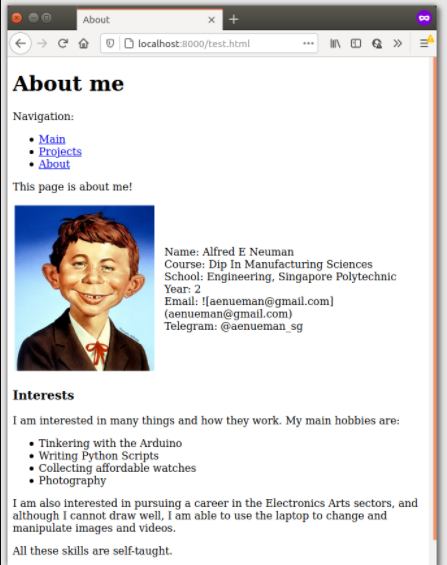 About
localhost:8000/test.html
About me
Navigation:
Main
Projects
About
This page is about me!
Name: Alfred E Neuman
Course: Dip In Manufacturing Sciences
School: Engineering, Singapore Polytechnic
Year: 2
Email: ![aenueman@gmail.com]
(aenueman@gmail.com)
Telegram: @aenueman_sg
Interests
I am interested in many things and how they work. My main hobbies are:
Tinkering with the Arduino
Writing Python Scripts
Collecting affordable watches
Photography
I am also interested in pursuing a career in the Electronics Arts sectors, and
although I cannot draw well, I am able to use the laptop to change and
manipulate images and videos.
All these skills are self-taught.